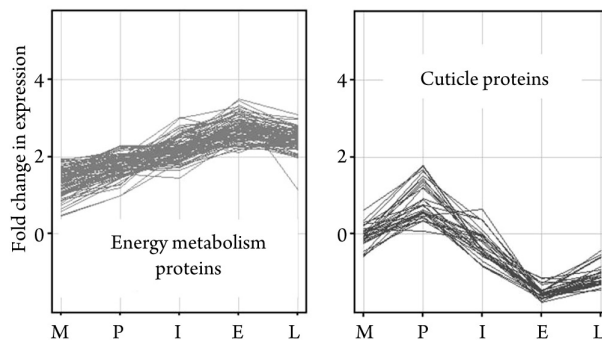 Fold change in expression
4
2
0
Energy metabolism
proteins
M P I E L
4
2
0
Cuticle proteins
M P I E L